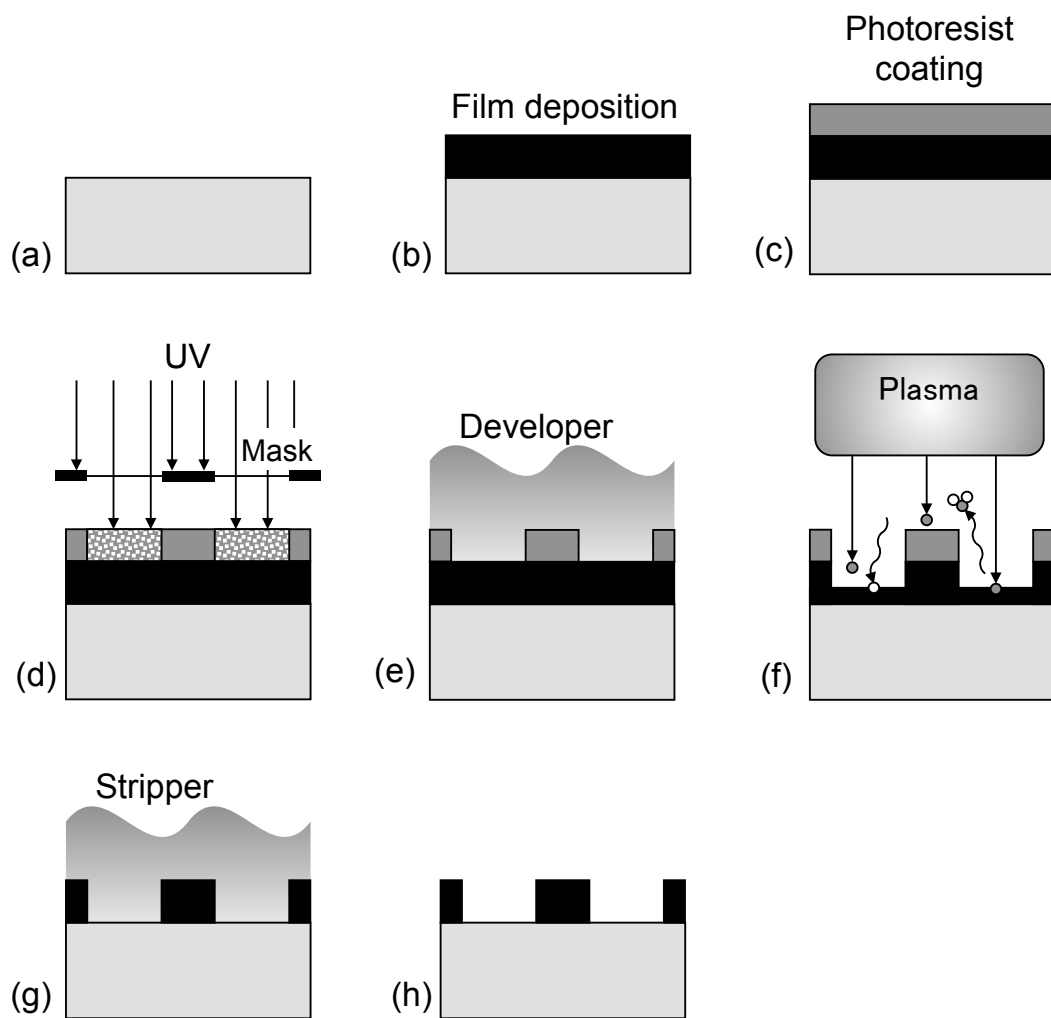 Photoresist
coating
Film deposition
(a)
(b)
(c)
UV
Mask
Developer
Plasma
(d)
(e)
(f)
Stripper
(g)
(h)